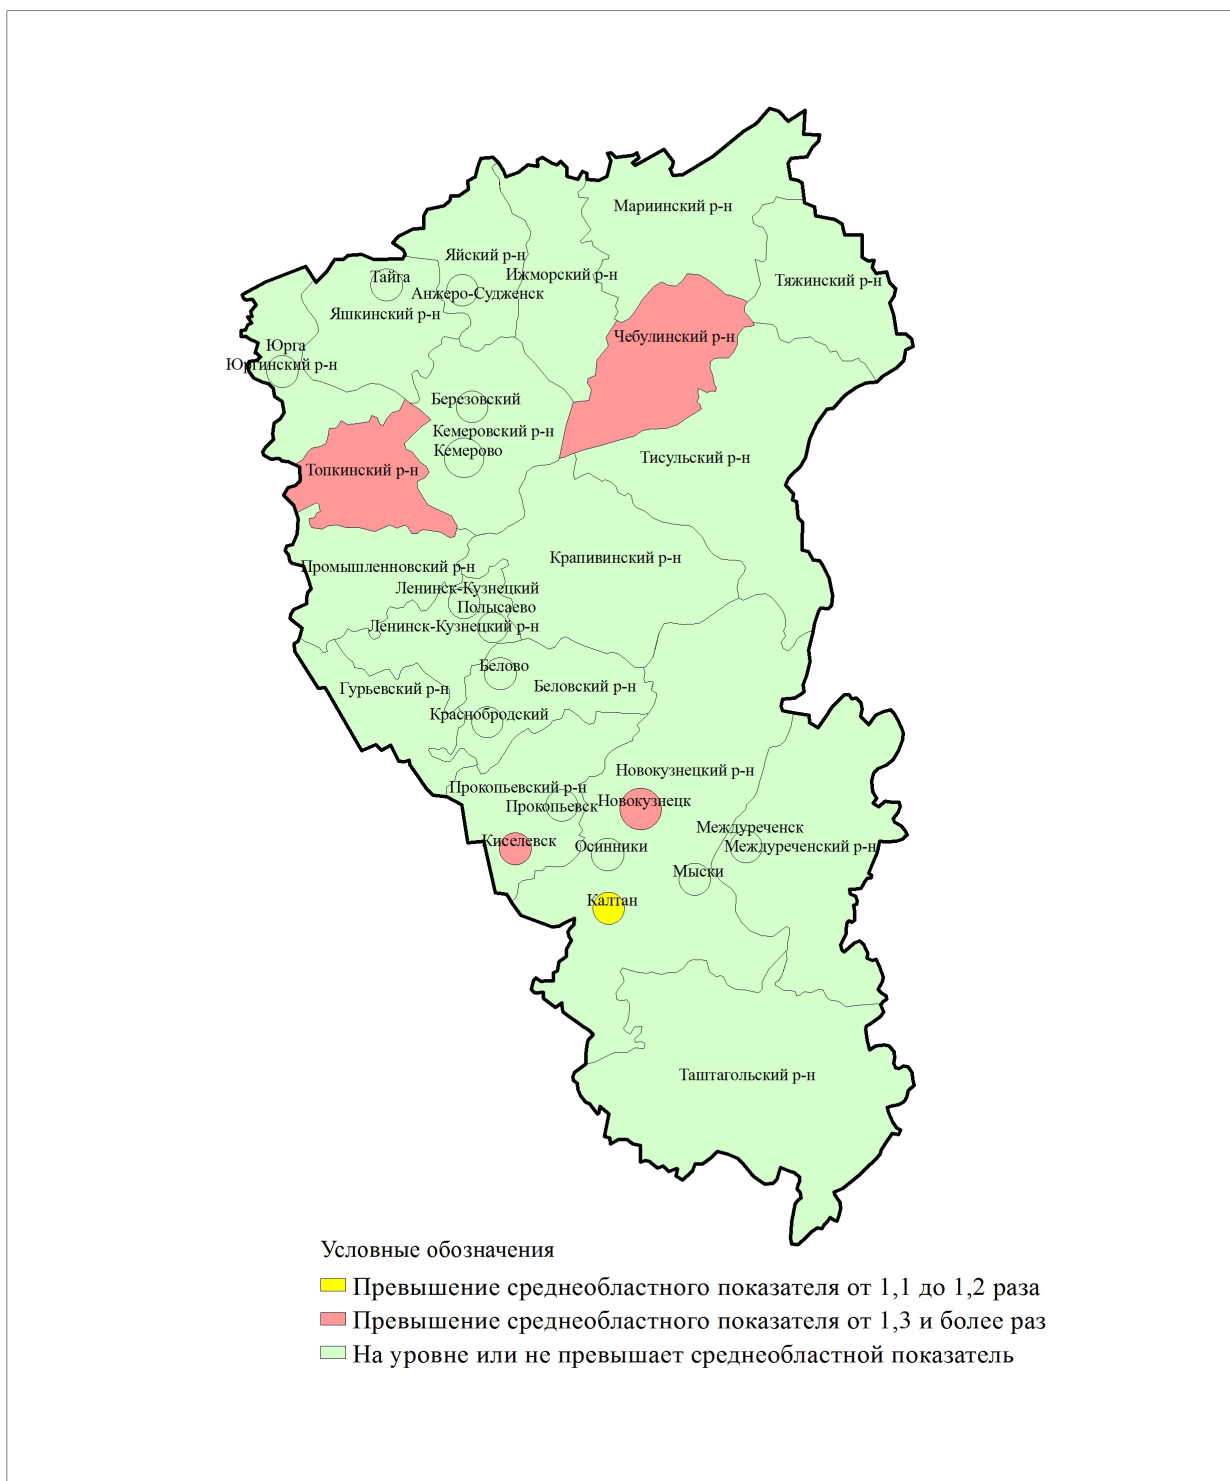 Мариинский р-н
Яйский р-н
Ижморский р-н
Тайга
Тяжинский р-н
Анжеро-Судженск
Яшкинский р-н
Чебулинский р-н
Юрга
Юргинский р-н
Березовский
Кемеровский р-н
Кемерово
Тисульский р-н
Топкинский р-н
Крапивинский р-н
Промышленновский р-н
Ленинск-Кузнецкий
Полысаево
Ленинск-Кузнецкий р-н
Белово
Беловский р-н
Гурьевский р-н
Краснобродский
Новокузнецкий р-н
Прокопьевский р-н
Новокузнецк
Прокопьевск
Междуреченск
Киселевск
Осинники
Междуреченский р-н
Мыски
Калтан
Таштагольский р-н
Условные обозначения
Превышение среднеобластного показателя от 1,1 до 1,2 раза
Превышение среднеобластного показателя от 1,3 и более раз
На уровне или не превышает среднеобластной показатель